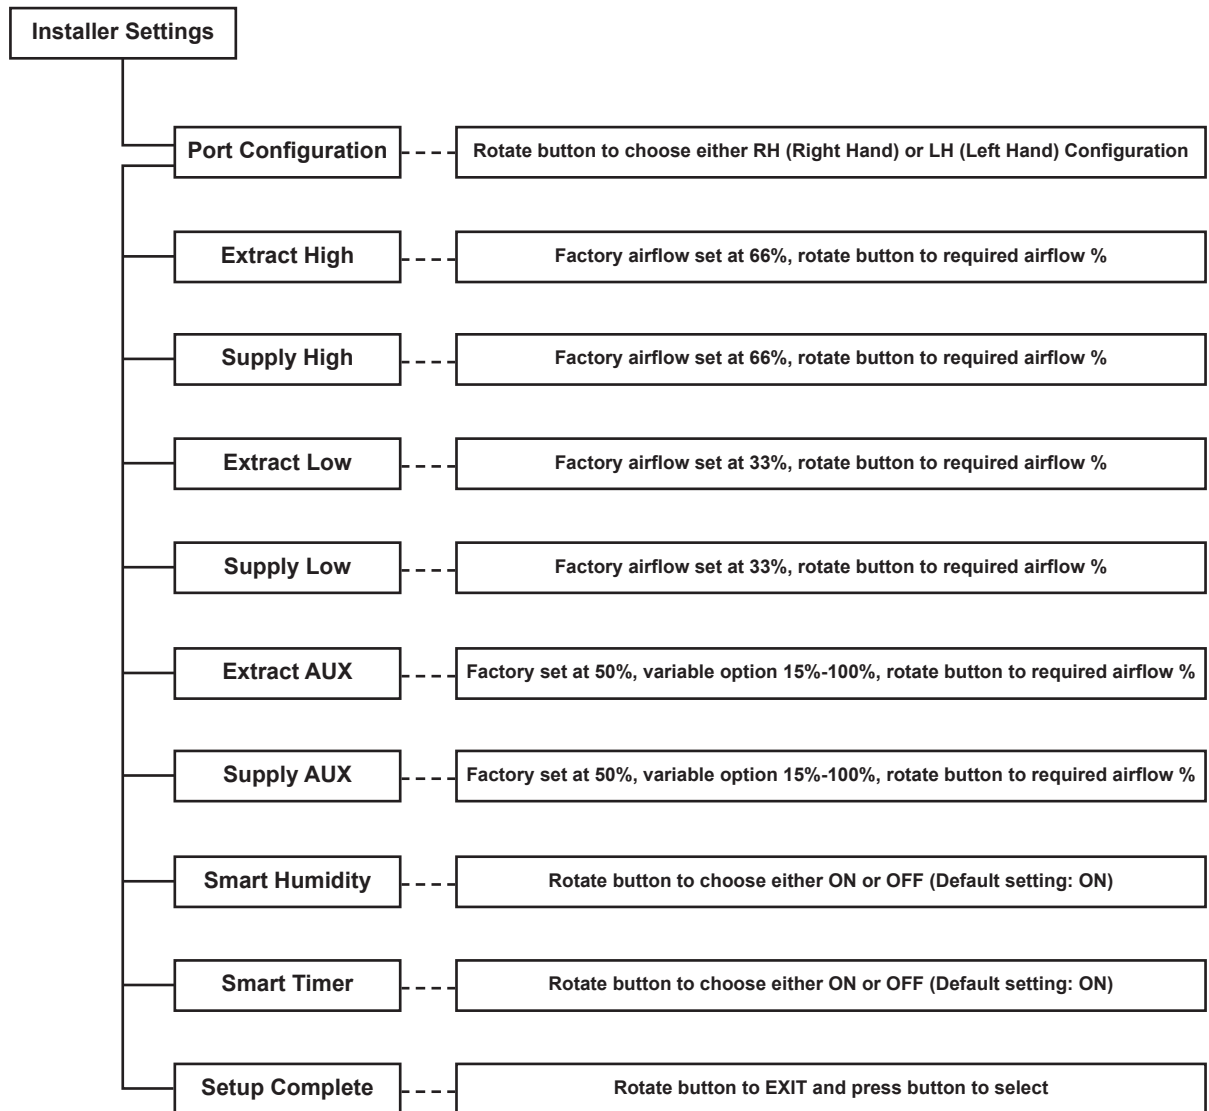 Installer Settings
Port Configuration
Rotate button to choose either RH (Right Hand) or LH (Left Hand) Configuration
Extract High
Factory airflow set at 66%, rotate button to required airflow %
Supply High
Factory airflow set at 66%, rotate button to required airflow %
Extract Low
Factory airflow set at 33%, rotate button to required airflow %
Supply Low
Factory airflow set at 33%, rotate button to required airflow %
Extract AUX
Factory set at 50%, variable option 15%-100%, rotate button to required airflow %
Supply AUX
Factory set at 50%, variable option 15%-100%, rotate button to required airflow %
Smart Humidity
Rotate button to choose either ON or OFF (Default setting: ON)
Smart Timer
Rotate button to choose either ON or OFF (Default setting: ON)
Setup Complete
Rotate button to EXIT and press button to select